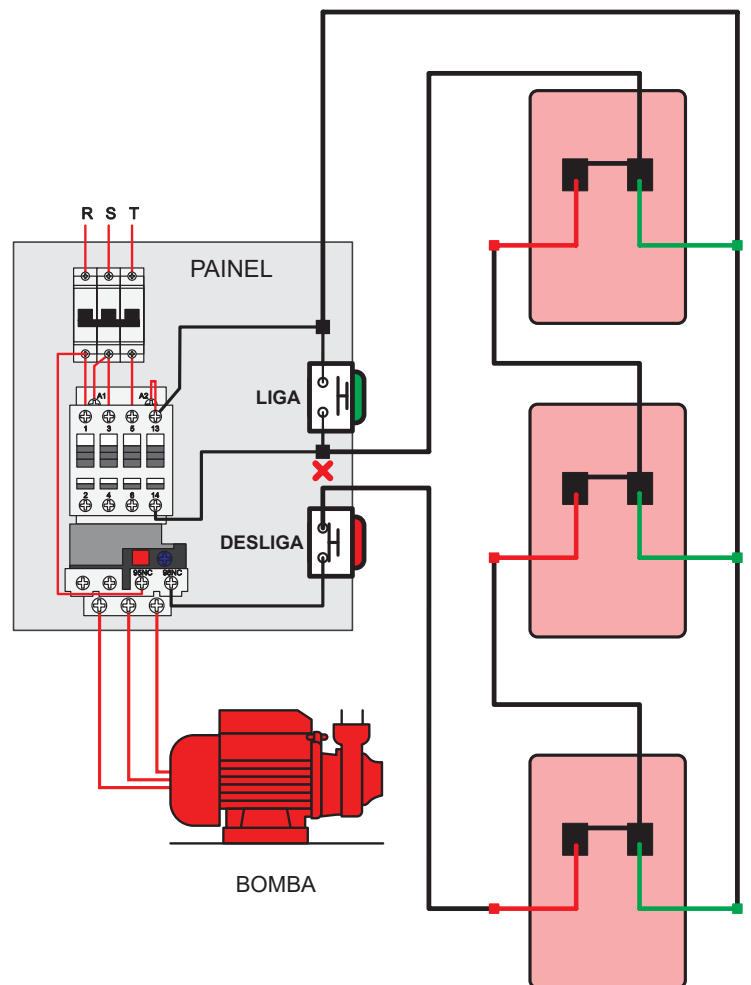 R S T
PAINEL
A1 A2
1 3 5 13
LIGA
2 4 6 14
DESLIGA
95NC 96NC
BOMBA